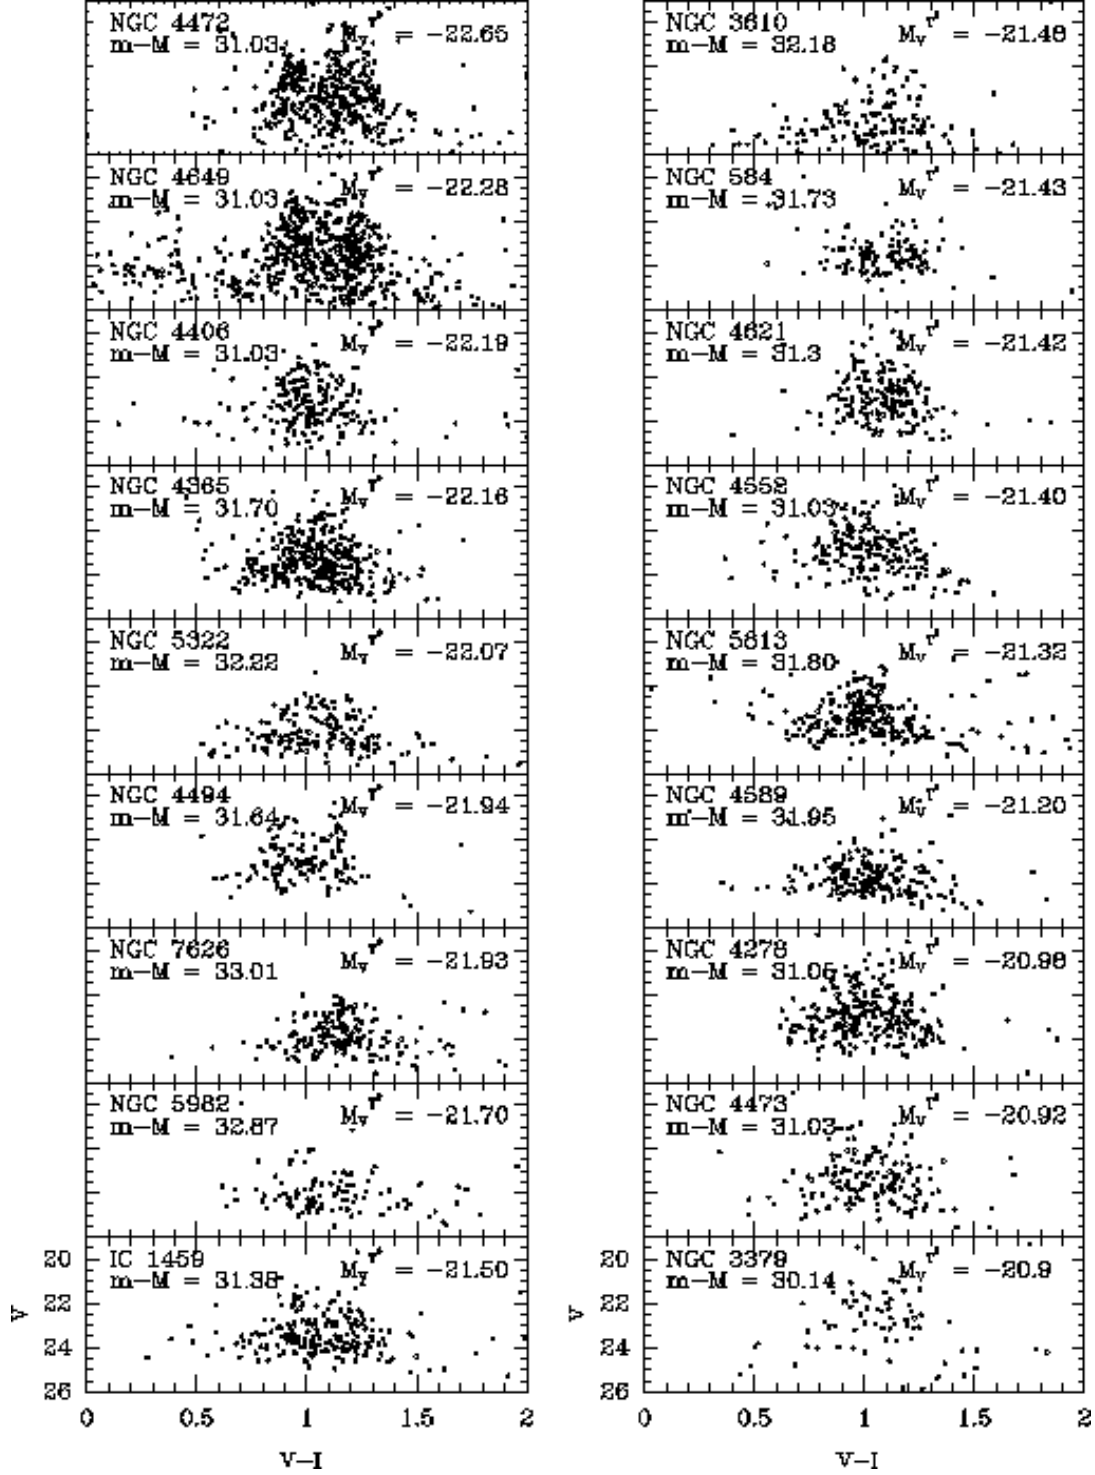 NGC 4472
m−M = 31.03
M_V^T° = −22.65
NGC 4649
m−M = 31.03
M_V^T° = −22.28
NGC 4406
m−M = 31.03
M_V^T° = −22.19
NGC 4365
m−M = 31.70
M_V^T° = −22.16
NGC 5322
m−M = 32.22
M_V^T° = −22.07
NGC 4494
m−M = 31.64
M_V^T° = −21.94
NGC 7626
m−M = 33.01
M_V^T° = −21.93
NGC 5982
m−M = 32.87
M_V^T° = −21.70
IC 1459
m−M = 31.38
M_V^T° = −21.50
V
20
22
24
26
0
0.5
1
1.5
2
V−I
NGC 3610
m−M = 32.18
M_V^T° = −21.48
NGC 584
m−M = 31.73
M_V^T° = −21.43
NGC 4621
m−M = 31.3
M_V^T° = −21.42
NGC 4552
m−M = 31.03
M_V^T° = −21.40
NGC 5813
m−M = 31.80
M_V^T° = −21.32
NGC 4589
m−M = 31.95
M_V^T° = −21.20
NGC 4278
m−M = 31.05
M_V^T° = −20.98
NGC 4473
m−M = 31.03
M_V^T° = −20.92
NGC 3379
m−M = 30.14
M_V^T° = −20.9
V
20
22
24
26
0
0.5
1
1.5
2
V−I